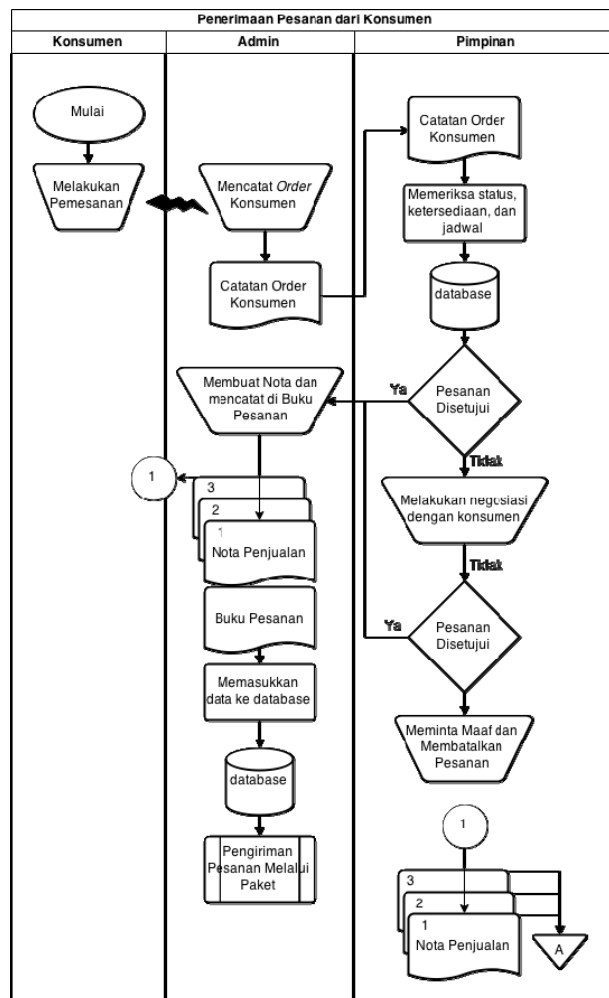 Penerimaan Pesanan dari Konsumen
Konsumen
Admin
Pimpinan
Mulai
Melakukan
Pemesanan
Mencatat Order
Konsumen
Catatan Order
Konsumen
Catatan Order
Konsumen
Memeriksa status,
ketersediaan, dan
jadwal
database
Pesanan
Disetujui
Ya
Tidak
Membuat Nota dan
mencatat di Buku
Pesanan
1
3
2
1
Nota Penjualan
Melakukan negosiasi
dengan konsumen
Tidak
Buku Pesanan
Pesanan
Disetujui
Ya
Memasukkan
data ke database
Meminta Maaf dan
Membatalkan
Pesanan
database
Pengiriman
Pesanan Melalui
Paket
1
3
2
1
Nota Penjualan
A